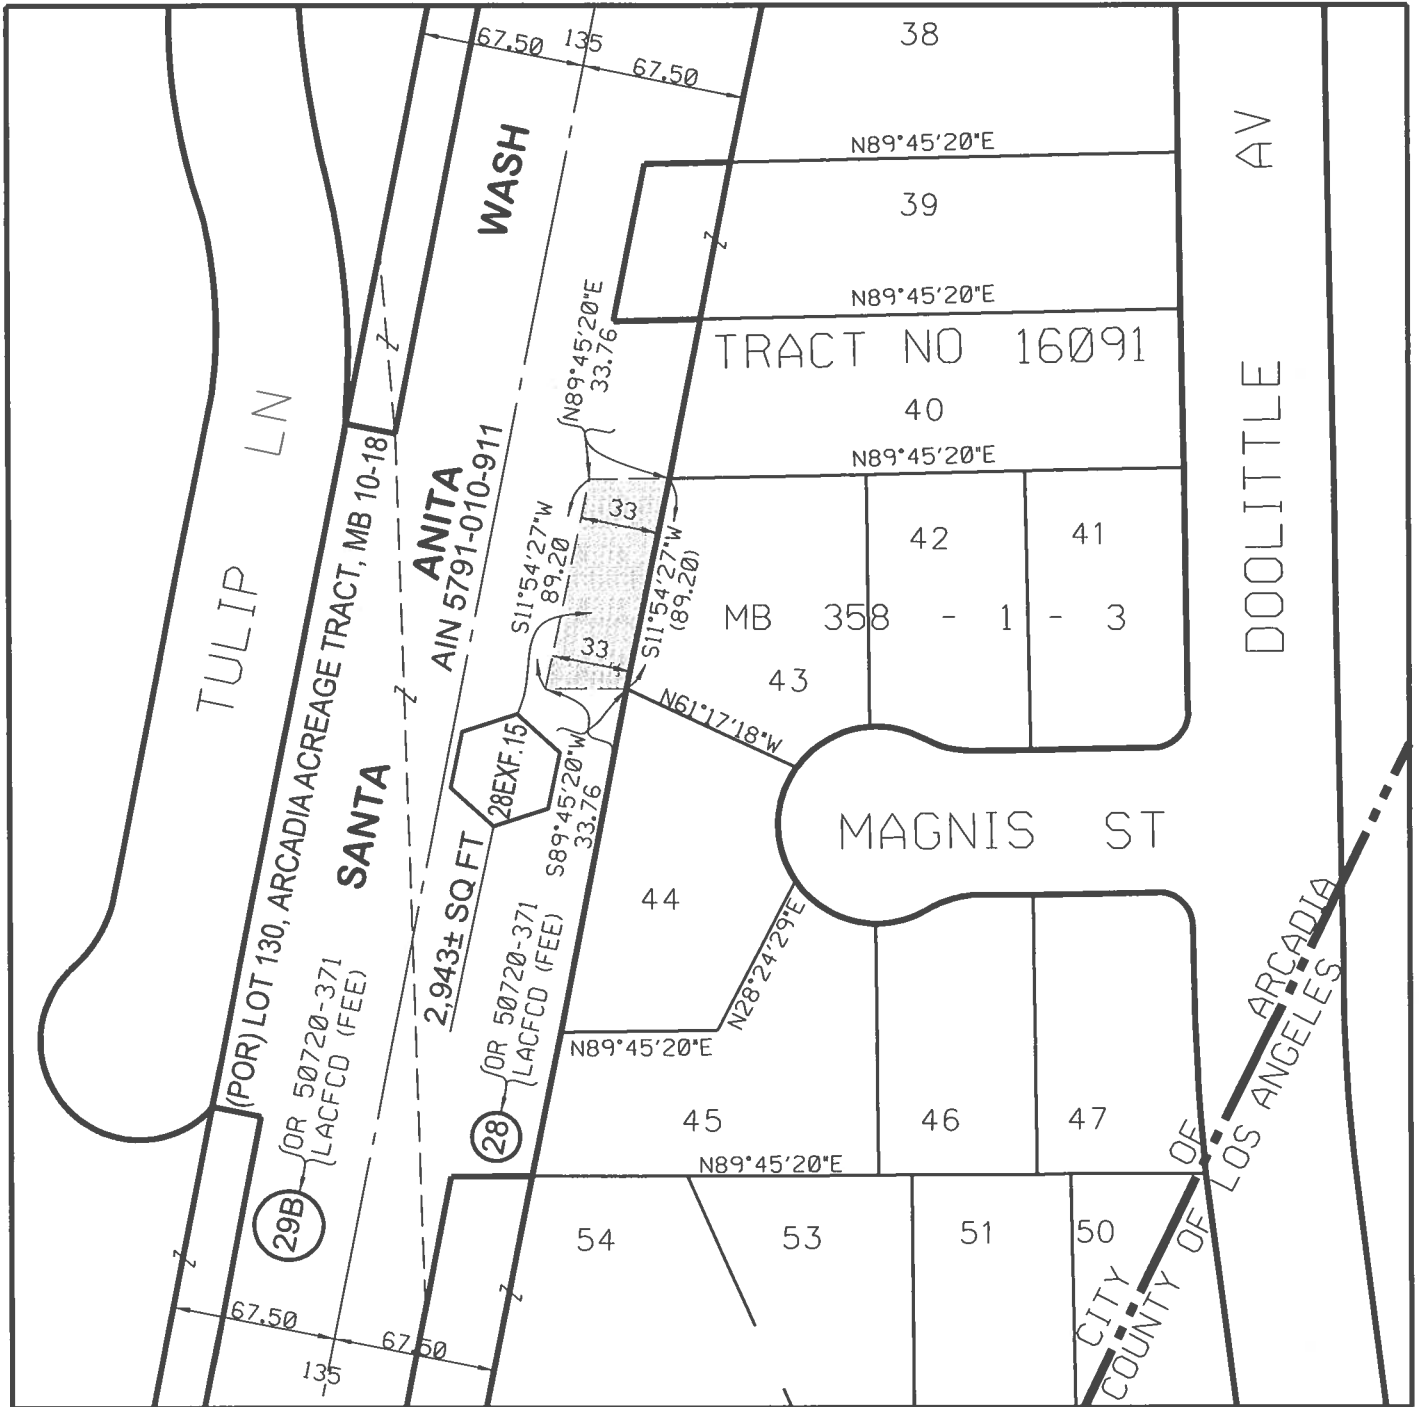 67.50
135
67.50
38
WASH
N89°45'20"E
39
AV
N89°45'20"E
N89°45'20"E
33.76
TRACT NO 16091
40
N89°45'20"E
TULIP LN
(POR) LOT 130, ARCADIA ACREAGE TRACT, MB 10-18
ANITA
AIN 5791-010-911
S11°54'27"W
89.20
33
33
S11°54'27"W
(89.20)
42
41
MB 358 - 1 - 3
43
DOOLITTLE
N61°17'18"W
28EXF.15
S89°45'20"W
33.76
SANTA
2,943± SQ FT
MAGNIS ST
44
N28°24'29"E
N89°45'20"E
OR 50720-371
LACFCD (FEE)
28
OR 50720-371
LACFCD (FEE)
29B
45
46
47
N89°45'20"E
54
53
51
50
CITY OF ARCADIA
COUNTY OF LOS ANGELES
67.50
67.50
135